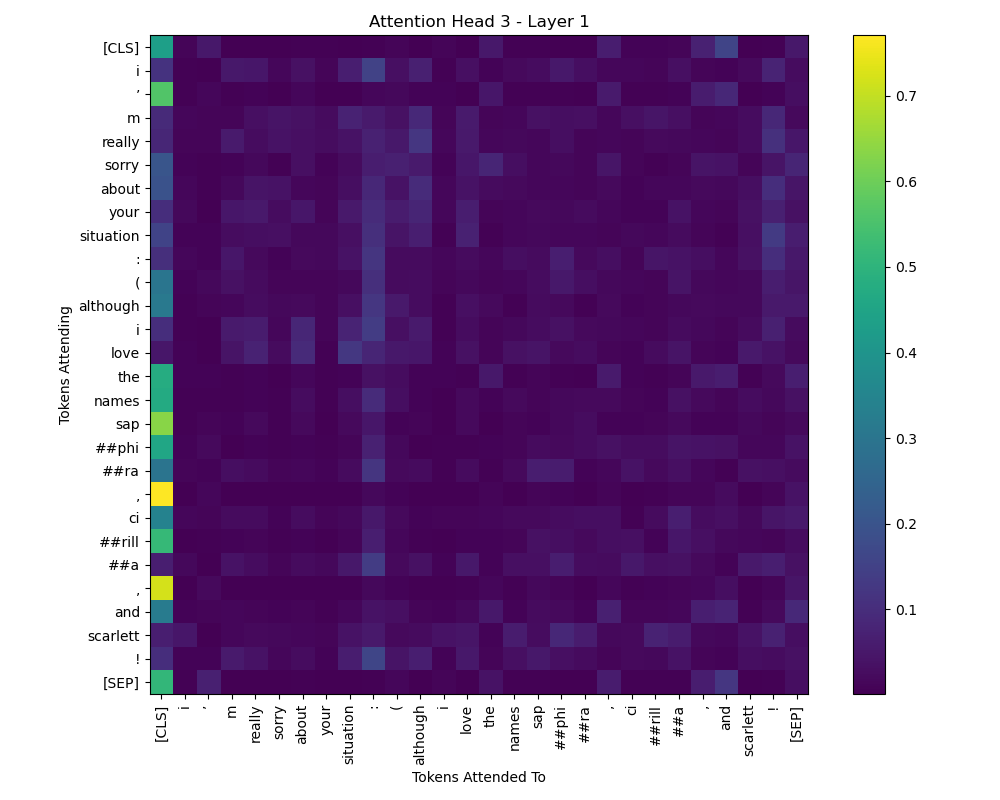 Attention Head 3 - Layer 1
Tokens Attending
[CLS]
i
’
m
really
sorry
about
your
situation
:
(
although
i
love
the
names
sap
##phi
##ra
,
ci
##rill
##a
,
and
scarlett
!
[SEP]
[CLS]
i
’
m
really
sorry
about
your
situation
:
(
although
i
love
the
names
sap
##phi
##ra
,
ci
##rill
##a
,
and
scarlett
!
[SEP]
Tokens Attended To
0.7
0.6
0.5
0.4
0.3
0.2
0.1